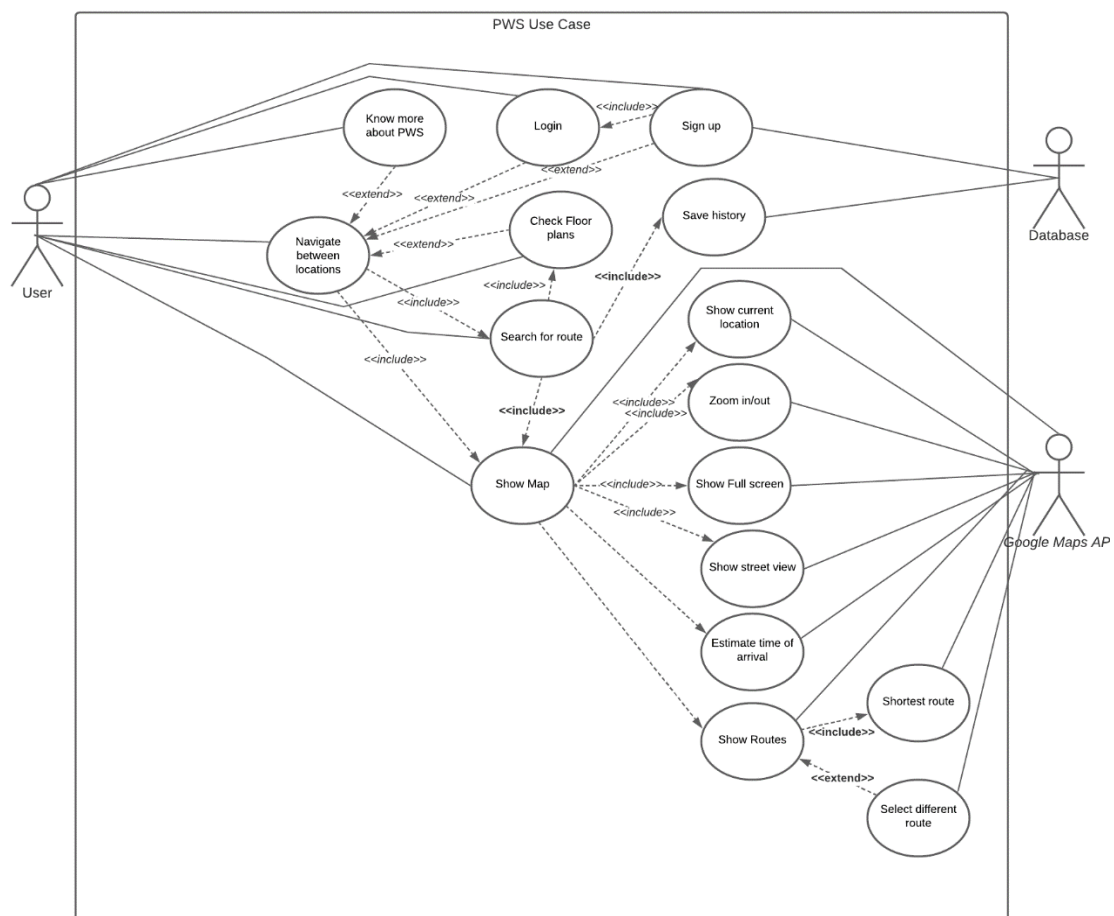 PWS Use Case
Know more
about PWS
Login
<<include>>
Sign up
<<extend>>
<<extend>>
<<extend>>
Save history
Check Floor
plans
<<extend>>
Navigate
between
locations
User
Database
<<include>>
<<include>>
<<include>>
Search for route
<<include>>
<<include>>
Show current
location
<<include>>
<<include>>
Zoom in/out
Show Map
<<include>>
Show Full screen
<<include>>
Google Maps AP
Show street view
Estimate time of
arrival
Shortest route
Show Routes
<<include>>
<<extend>>
Select different
route